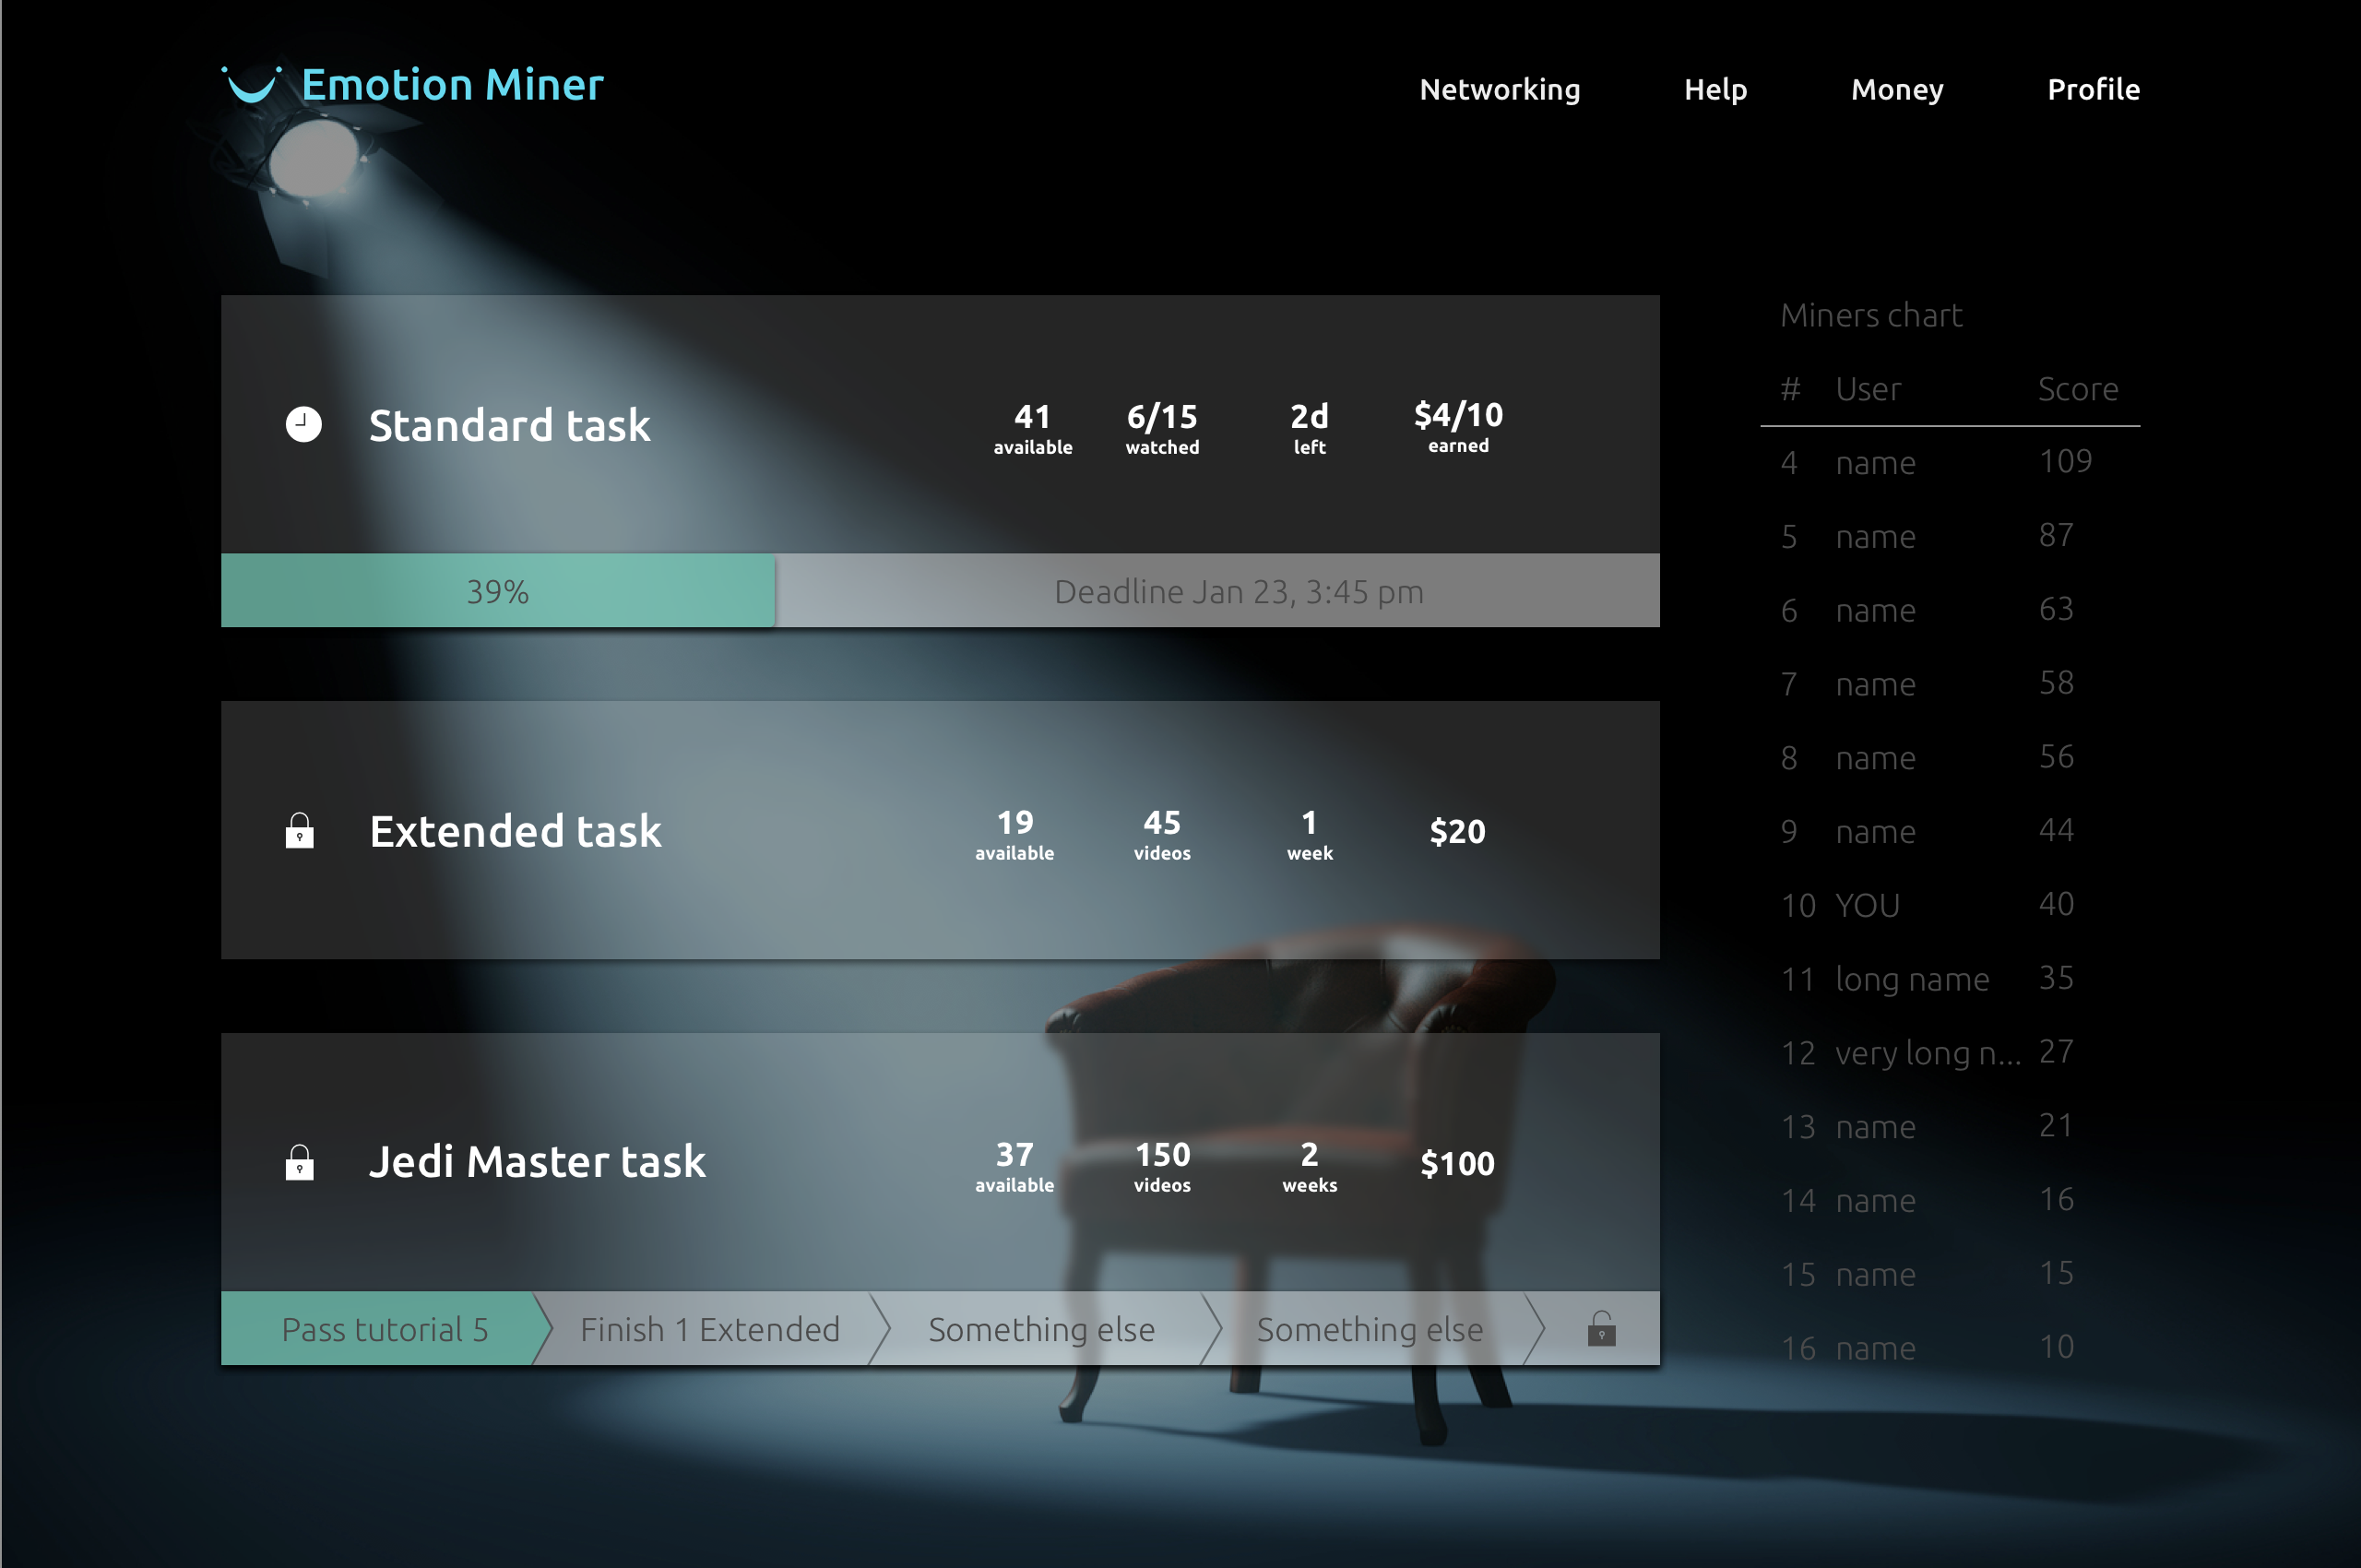 Emotion Miner
Networking Help Money Profile
Standard task
41 6/15 2d $4/10
available watched left earned
39% Deadline Jan 23, 3:45 pm
Extended task
19 45 1 $20
available videos week
Jedi Master task
37 150 2 $100
available videos weeks
Pass tutorial 5 Finish 1 Extended Something else Something else
Miners chart
# User Score
4 name 109
5 name 87
6 name 63
7 name 58
8 name 56
9 name 44
10 YOU 40
11 long name 35
12 very long n... 27
13 name 21
14 name 16
15 name 15
16 name 10